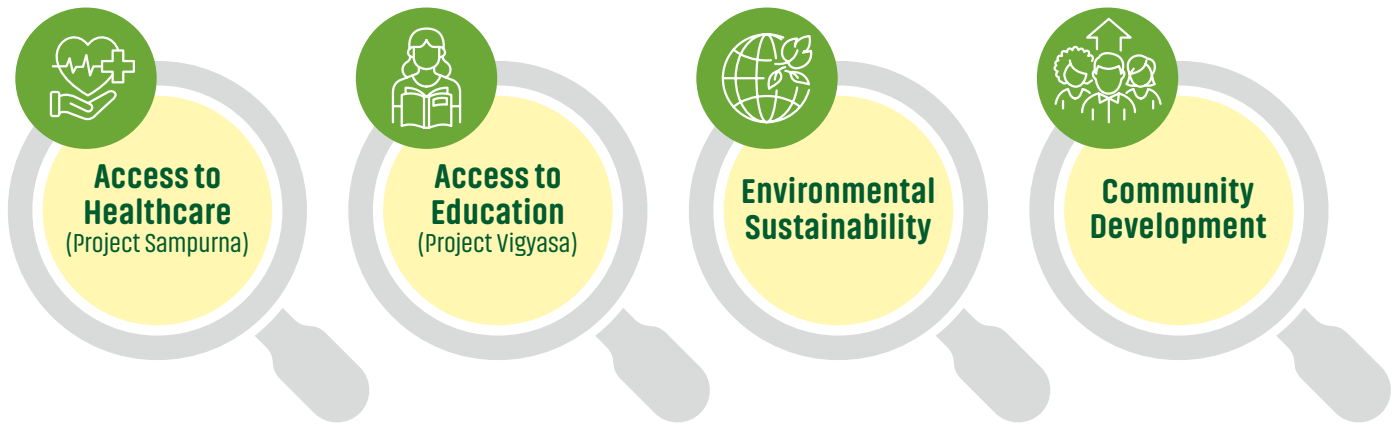 Access to
Healthcare
(Project Sampurna)
Access to
Education
(Project Vigyasa)
Environmental
Sustainability
Community
Development